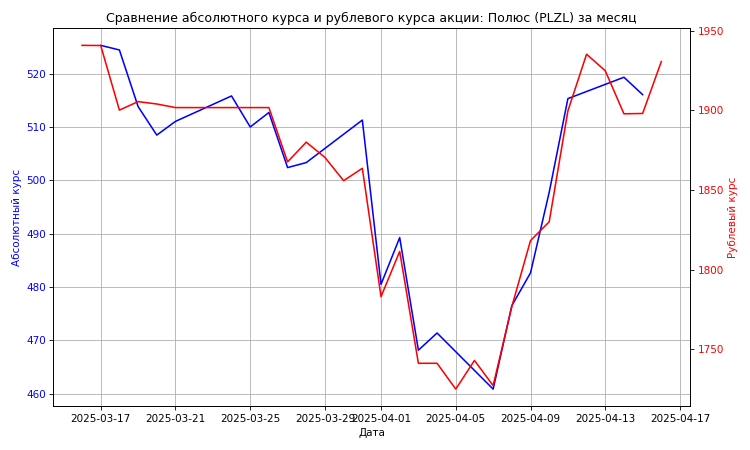 Сравнение абсолютного курса и рублевого курса акции: Полюс (PLZL) за месяц
Абсолютный курс
520
510
500
490
480
470
460
1950
1900
1850
1800
1750
Рублевый курс
2025-03-17 2025-03-21 2025-03-25 2025-03-29 2025-04-01 2025-04-05 2025-04-09 2025-04-13 2025-04-17
Дата